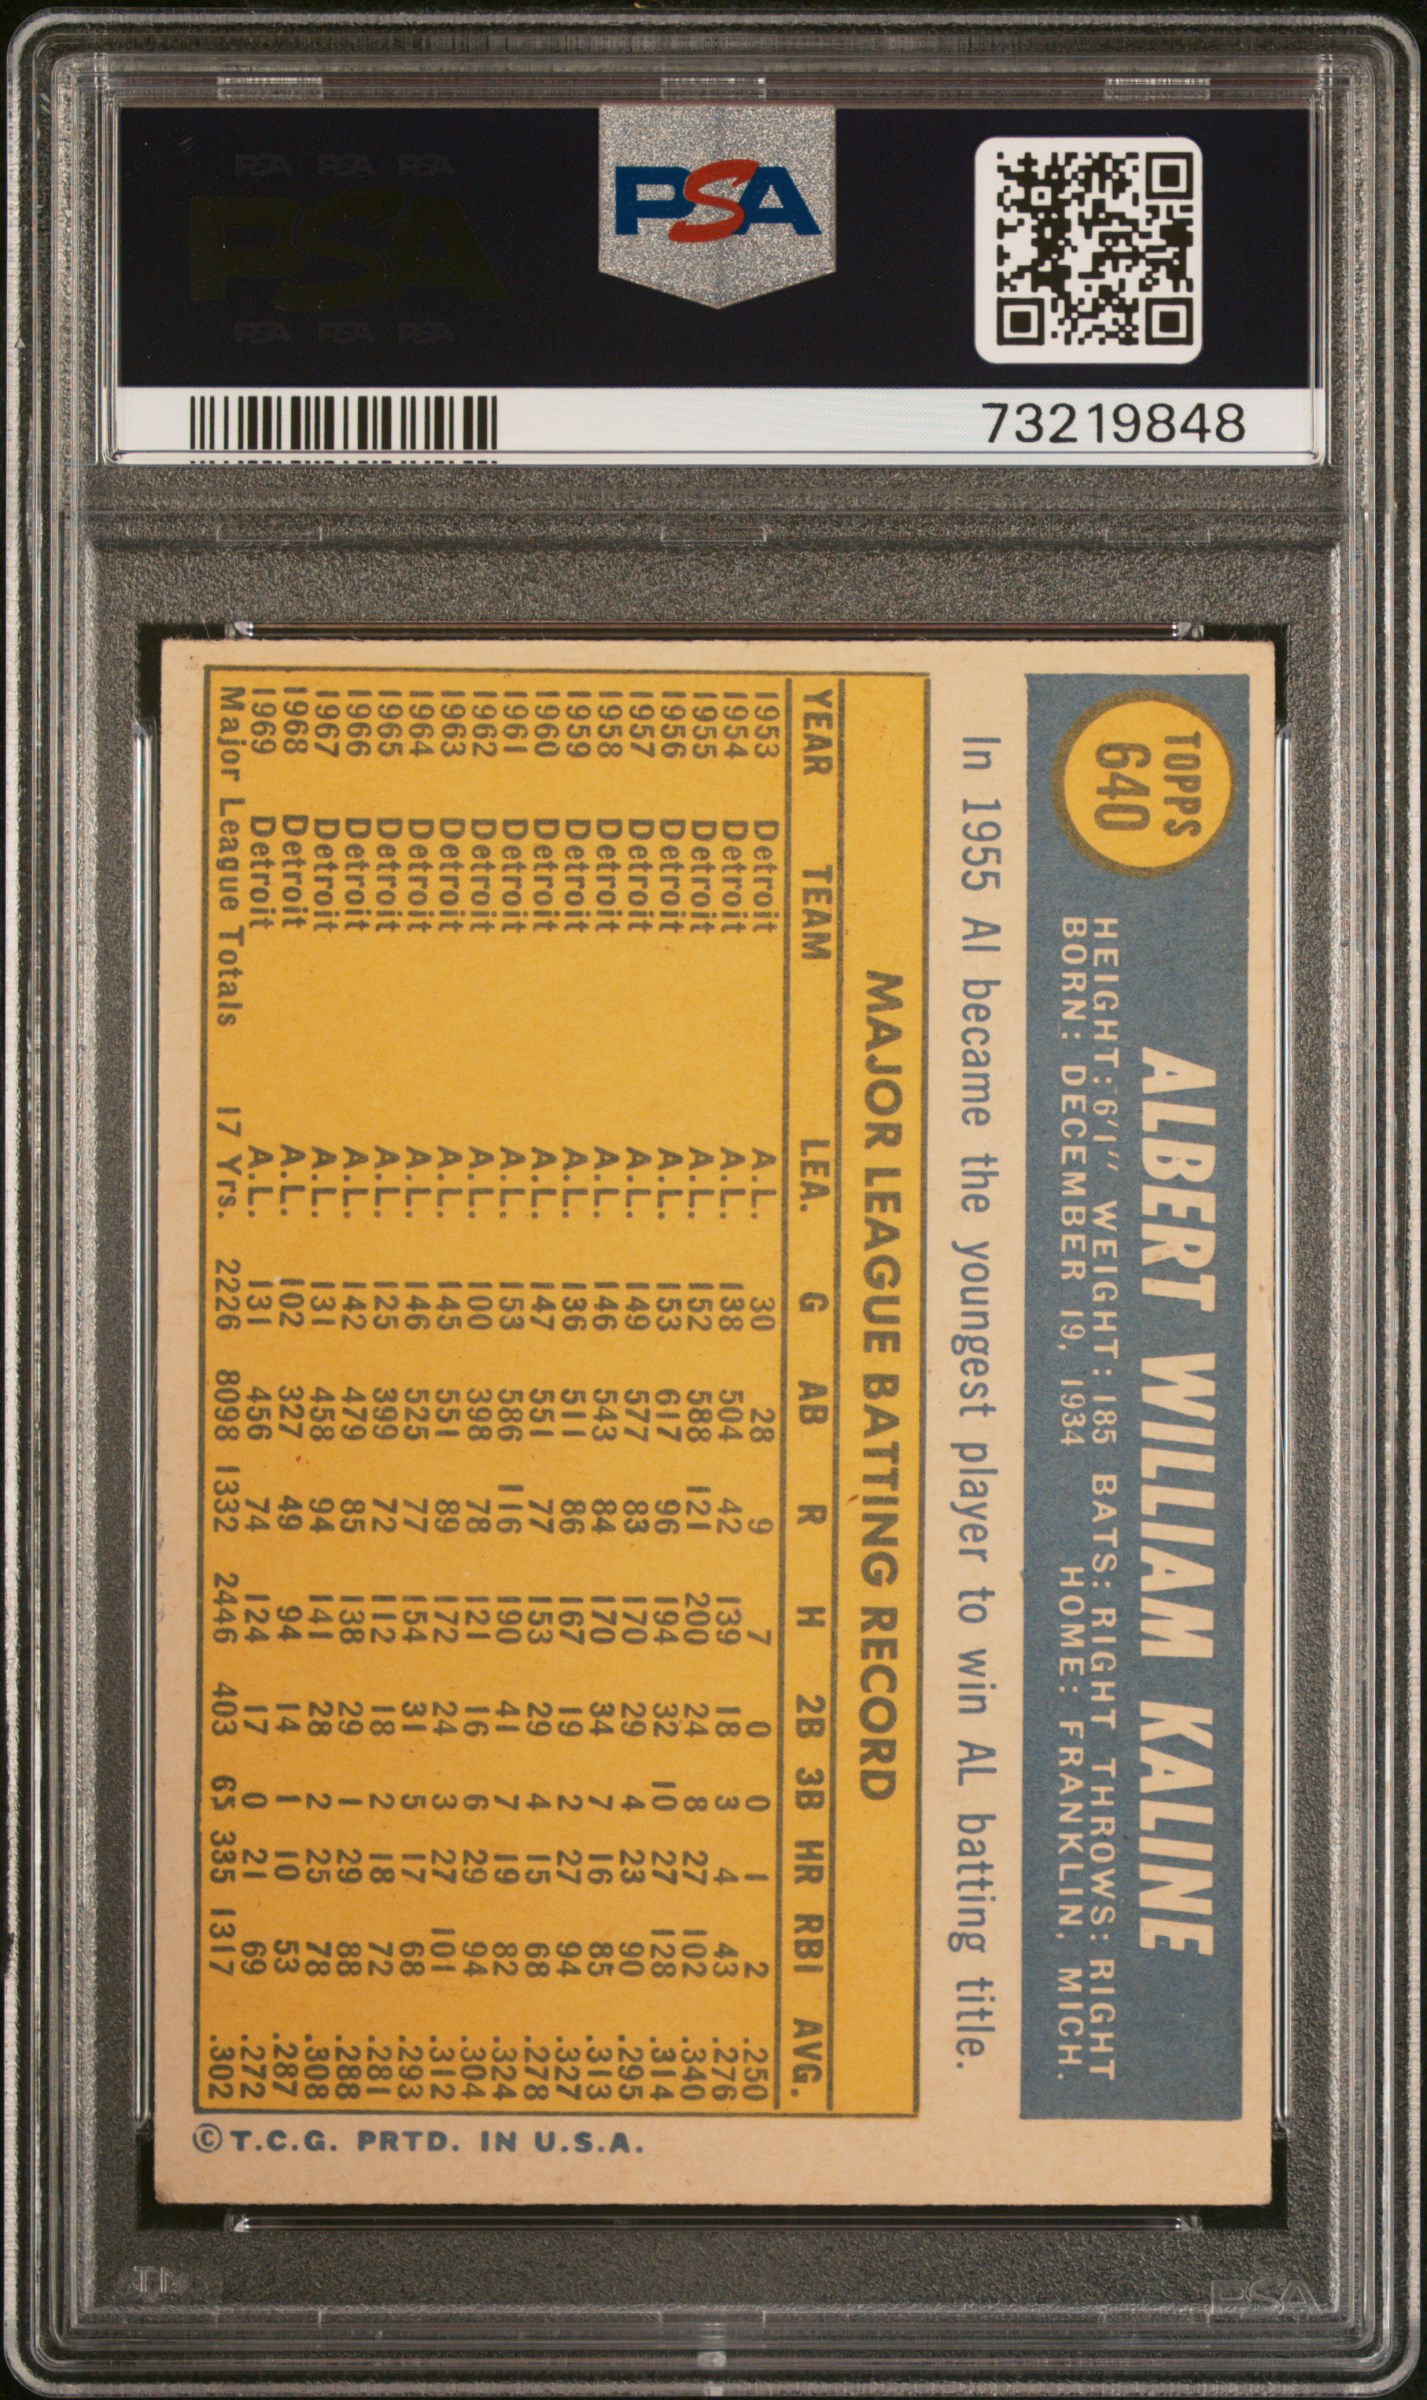 PSA PSA PSA
PSA
PSA PSA PSA
PSA
73219848
TOPPS
640
ALBERT WILLIAM KALINE
HEIGHT: 6'1" WEIGHT: 185 BATS: RIGHT THROWS: RIGHT
BORN: DECEMBER 19, 1934 HOME: FRANKLIN, MICH.
In 1955 Al became the youngest player to win AL batting title.
MAJOR LEAGUE BATTING RECORD
YEAR TEAM LEA. G AB R H 2B 3B HR RBI AVG.
1953 Detroit A.L. 30 28 9 7 0 0 1 2 .250
1954 Detroit A.L. 138 504 42 139 18 3 4 43 .276
1955 Detroit A.L. 152 588 121 200 24 8 27 102 .340
1956 Detroit A.L. 153 617 96 194 32 10 27 128 .314
1957 Detroit A.L. 149 577 83 170 29 4 23 90 .295
1958 Detroit A.L. 146 543 84 170 34 7 16 85 .313
1959 Detroit A.L. 136 511 86 167 19 2 27 94 .327
1960 Detroit A.L. 147 551 77 153 29 4 15 68 .278
1961 Detroit A.L. 153 586 116 190 41 7 19 82 .324
1962 Detroit A.L. 100 398 78 121 16 6 29 94 .304
1963 Detroit A.L. 145 551 89 172 24 3 27 101 .312
1964 Detroit A.L. 146 525 77 154 31 5 17 68 .293
1965 Detroit A.L. 125 399 72 112 18 2 18 72 .281
1966 Detroit A.L. 142 479 85 138 29 1 29 88 .288
1967 Detroit A.L. 131 458 94 141 28 2 25 78 .308
1968 Detroit A.L. 102 327 49 94 14 1 10 53 .287
1969 Detroit A.L. 131 456 74 124 17 0 21 69 .272
Major League Totals 17 Yrs. 2226 8098 1332 2446 403 65 335 1317 .302
©T.C.G. PRTD. IN U.S.A.
PSA